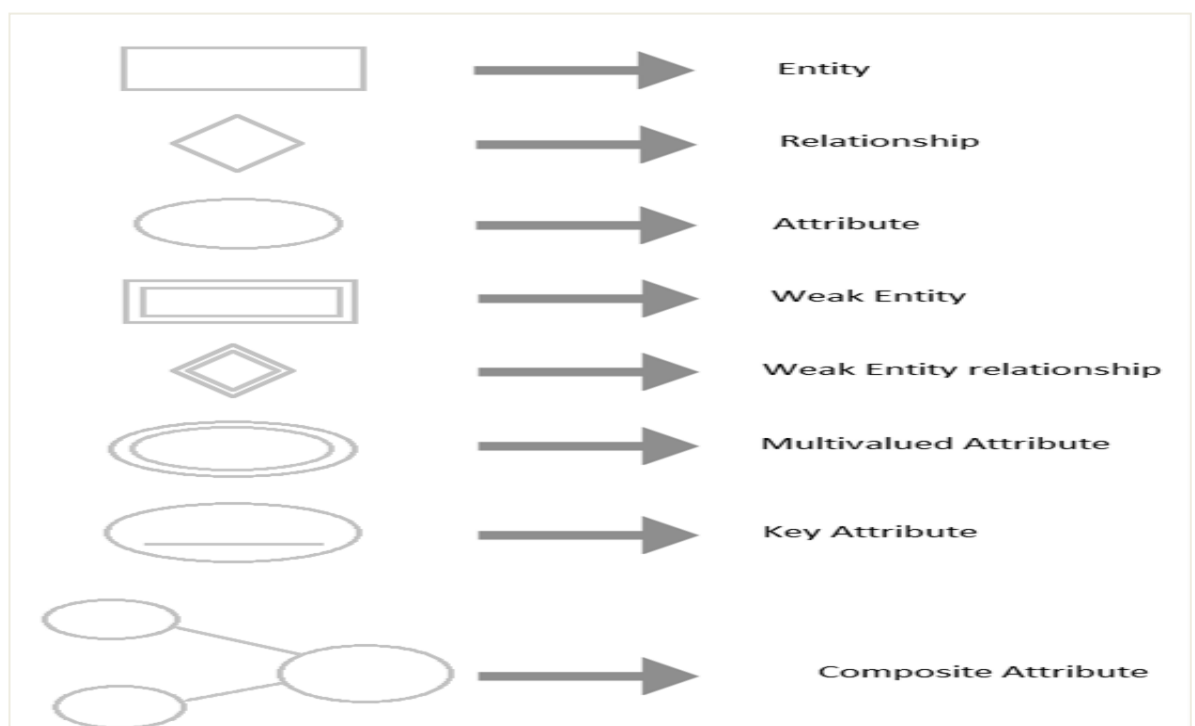 Entity
Relationship
Attribute
Weak Entity
Weak Entity relationship
Multivalued Attribute
Key Attribute
Composite Attribute